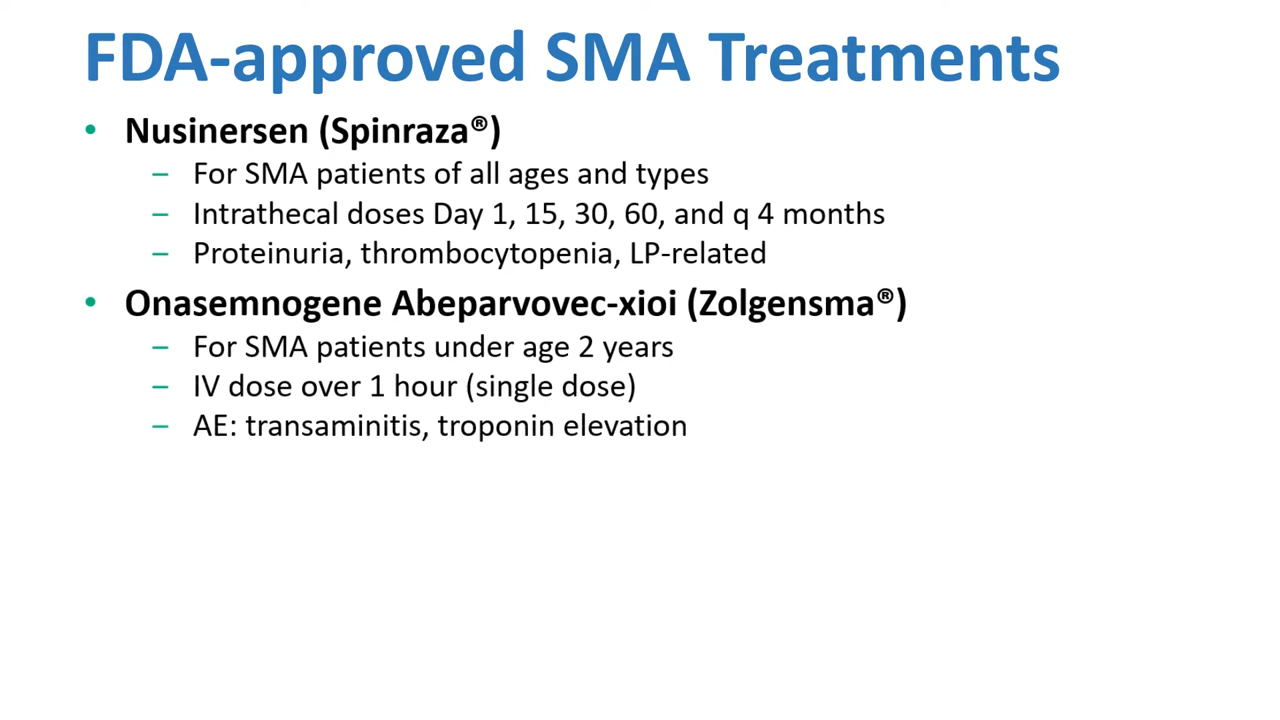 FDA-approved SMA Treatments
• Nusinersen (Spinraza®)
– For SMA patients of all ages and types
– Intrathecal doses Day 1, 15, 30, 60, and q 4 months
– Proteinuria, thrombocytopenia, LP-related
• Onasemnogene Abeparvovec-xioi (Zolgensma®)
– For SMA patients under age 2 years
– IV dose over 1 hour (single dose)
– AE: transaminitis, troponin elevation